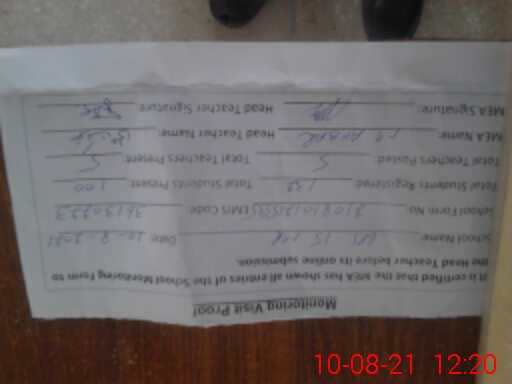 Monitoring Visit Proof
It is certified that the MEA has shown all entries of the School Monitoring Form to
the Head Teacher before its online submission.
School Name: Date: 10-8-2021
School Form No: EMIS Code: 36130223
Total Students Registered: 132 Total Students Present: 100
Total Teachers Posted: 5 Total Teachers Present: 5
MEA Name: Head Teacher Name:
MEA Signature: Head Teacher Signature:
10-08-21 12:20